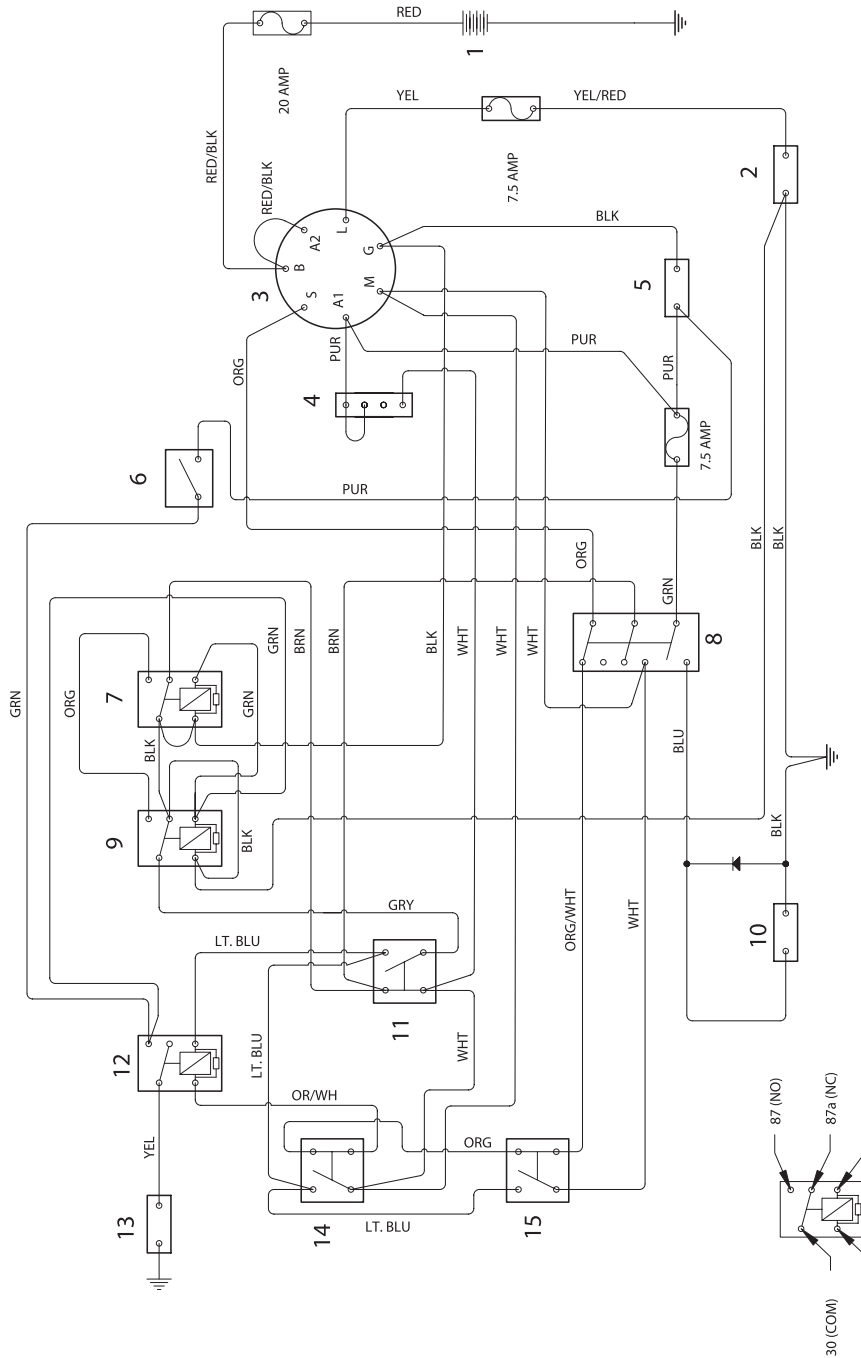 RED
1
20 AMP
YEL
YEL/RED
RED/BLK
RED/BLK
7.5 AMP
2
A2
L
B
BLK
G
3
S
M
5
A1
PUR
PUR
PUR
ORG
4
7.5 AMP
6
PUR
BLK
BLK
ORG
GRN
8
GRN
BRN
BRN
BLK
WHT
WHT
WHT
GRN
ORG
7
GRN
BLK
BLU
9
BLK
BLK
GRY
ORG/WHT
WHT
10
LT. BLU
11
12
LT. BLU
WHT
OR/WH
ORG
YEL
13
14
LT. BLU
15
87 (NO)
87a (NC)
30 (COM)